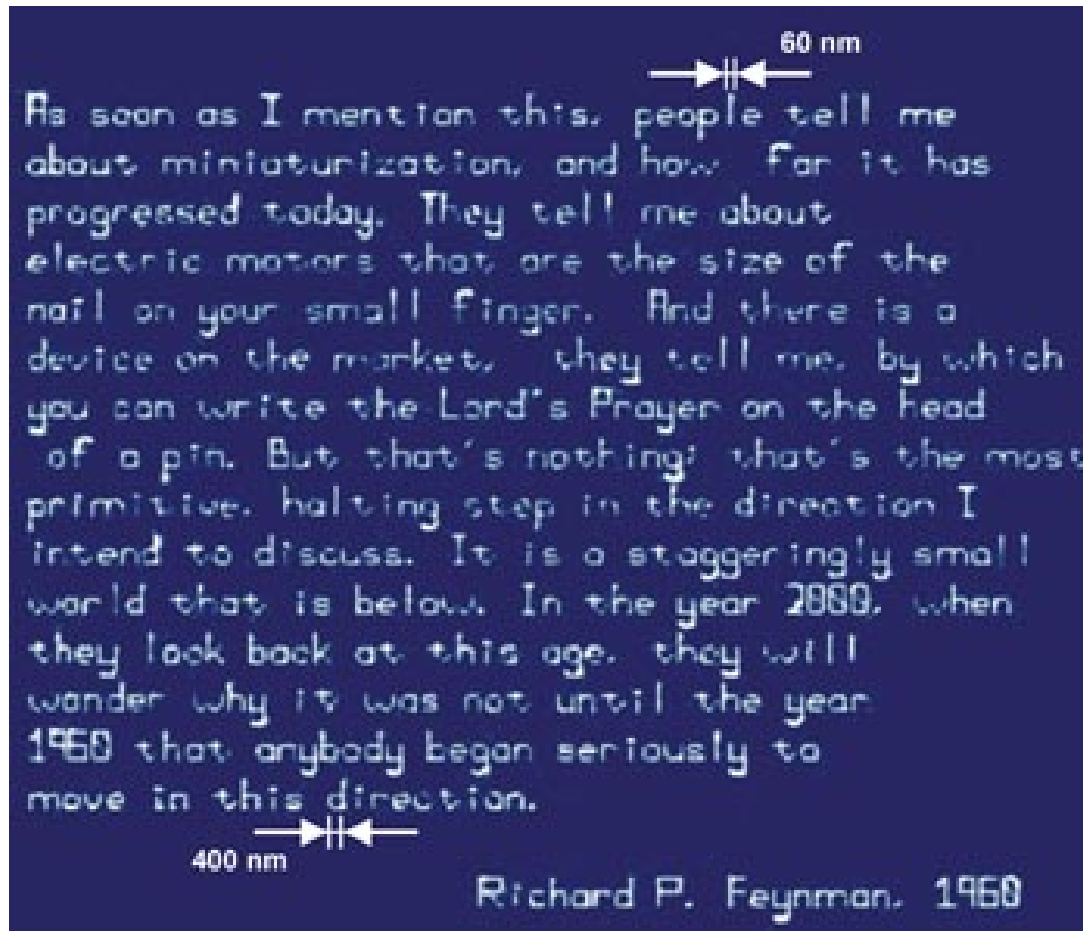 60 nm
As soon as I mention this, people tell me
about miniaturization, and how far it has
progressed today. They tell me about
electric motors that are the size of the
nail on your small finger. And there is a
device on the market, they tell me, by which
you can write the Lord's Prayer on the head
of a pin. But that's nothing; that's the most
primitive, halting step in the direction I
intend to discuss. It is a staggeringly small
world that is below. In the year 2000, when
they look back at this age, they will
wonder why it was not until the year
1960 that anybody began seriously to
move in this direction.
400 nm
Richard P. Feynman, 1960